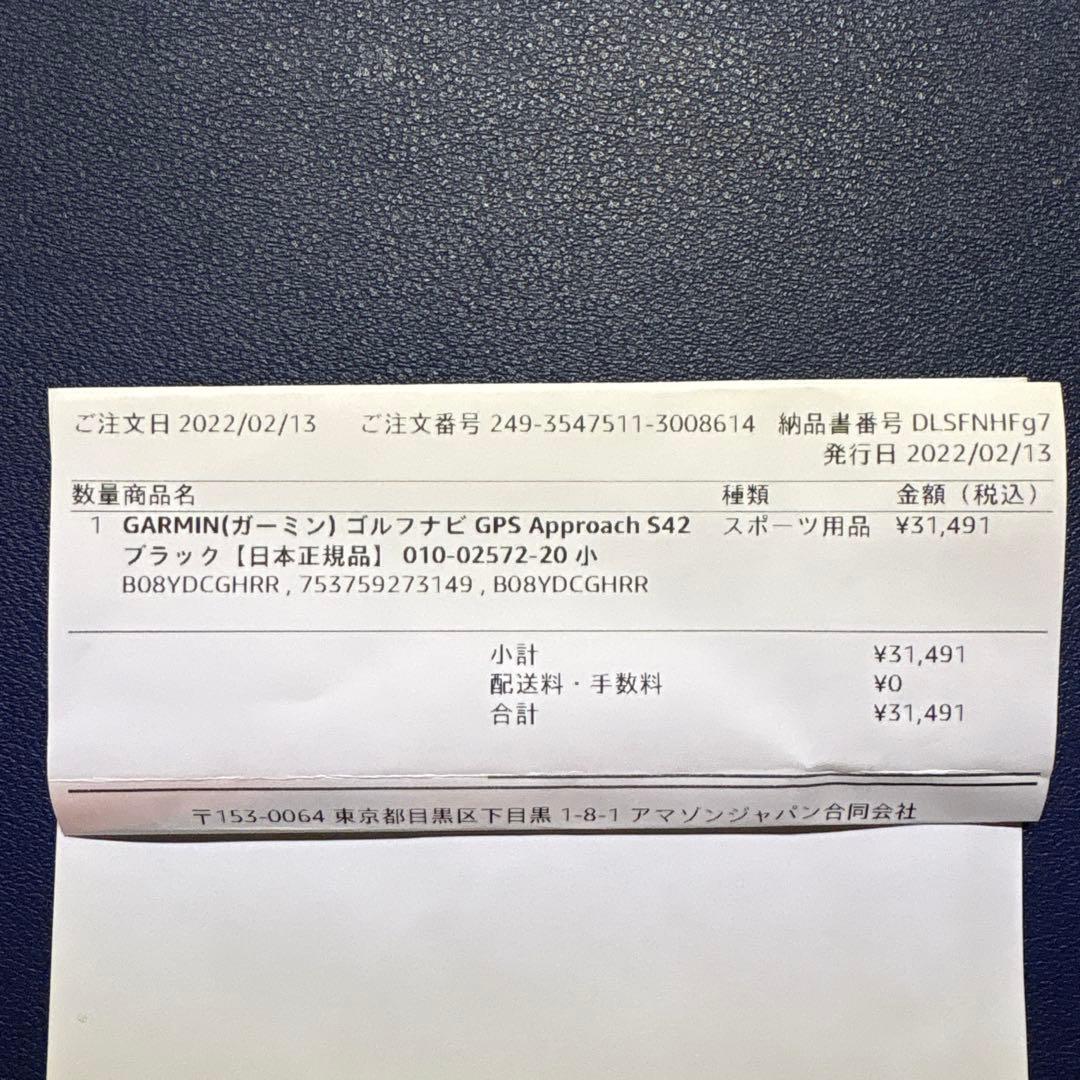 ご注文日 2022/02/13 ご注文番号 249-3547511-3008614 納品書番号 DLSFNHFg7
発行日 2022/02/13
数量 商品名 種類 金額（税込）
1 GARMIN(ガーミン) ゴルフナビ GPS Approach S42 スポーツ用品 ¥31,491
ブラック【日本正規品】 010-02572-20 小
B08YDCGHRR , 753759273149 , B08YDCGHRR
小計 ¥31,491
配送料・手数料 ¥0
合計 ¥31,491
〒153-0064 東京都目黒区下目黒 1-8-1 アマゾンジャパン合同会社